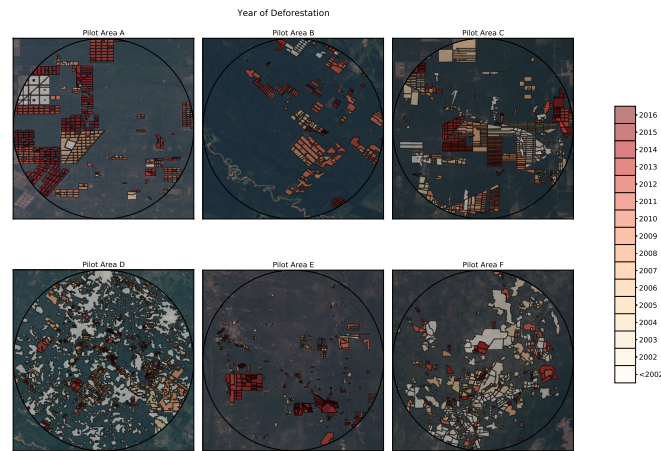 Year of Deforestation
Pilot Area A
Pilot Area B
Pilot Area C
Pilot Area D
Pilot Area E
Pilot Area F
2016
2015
2014
2013
2012
2011
2010
2009
2008
2007
2006
2005
2004
2003
2002
<2002